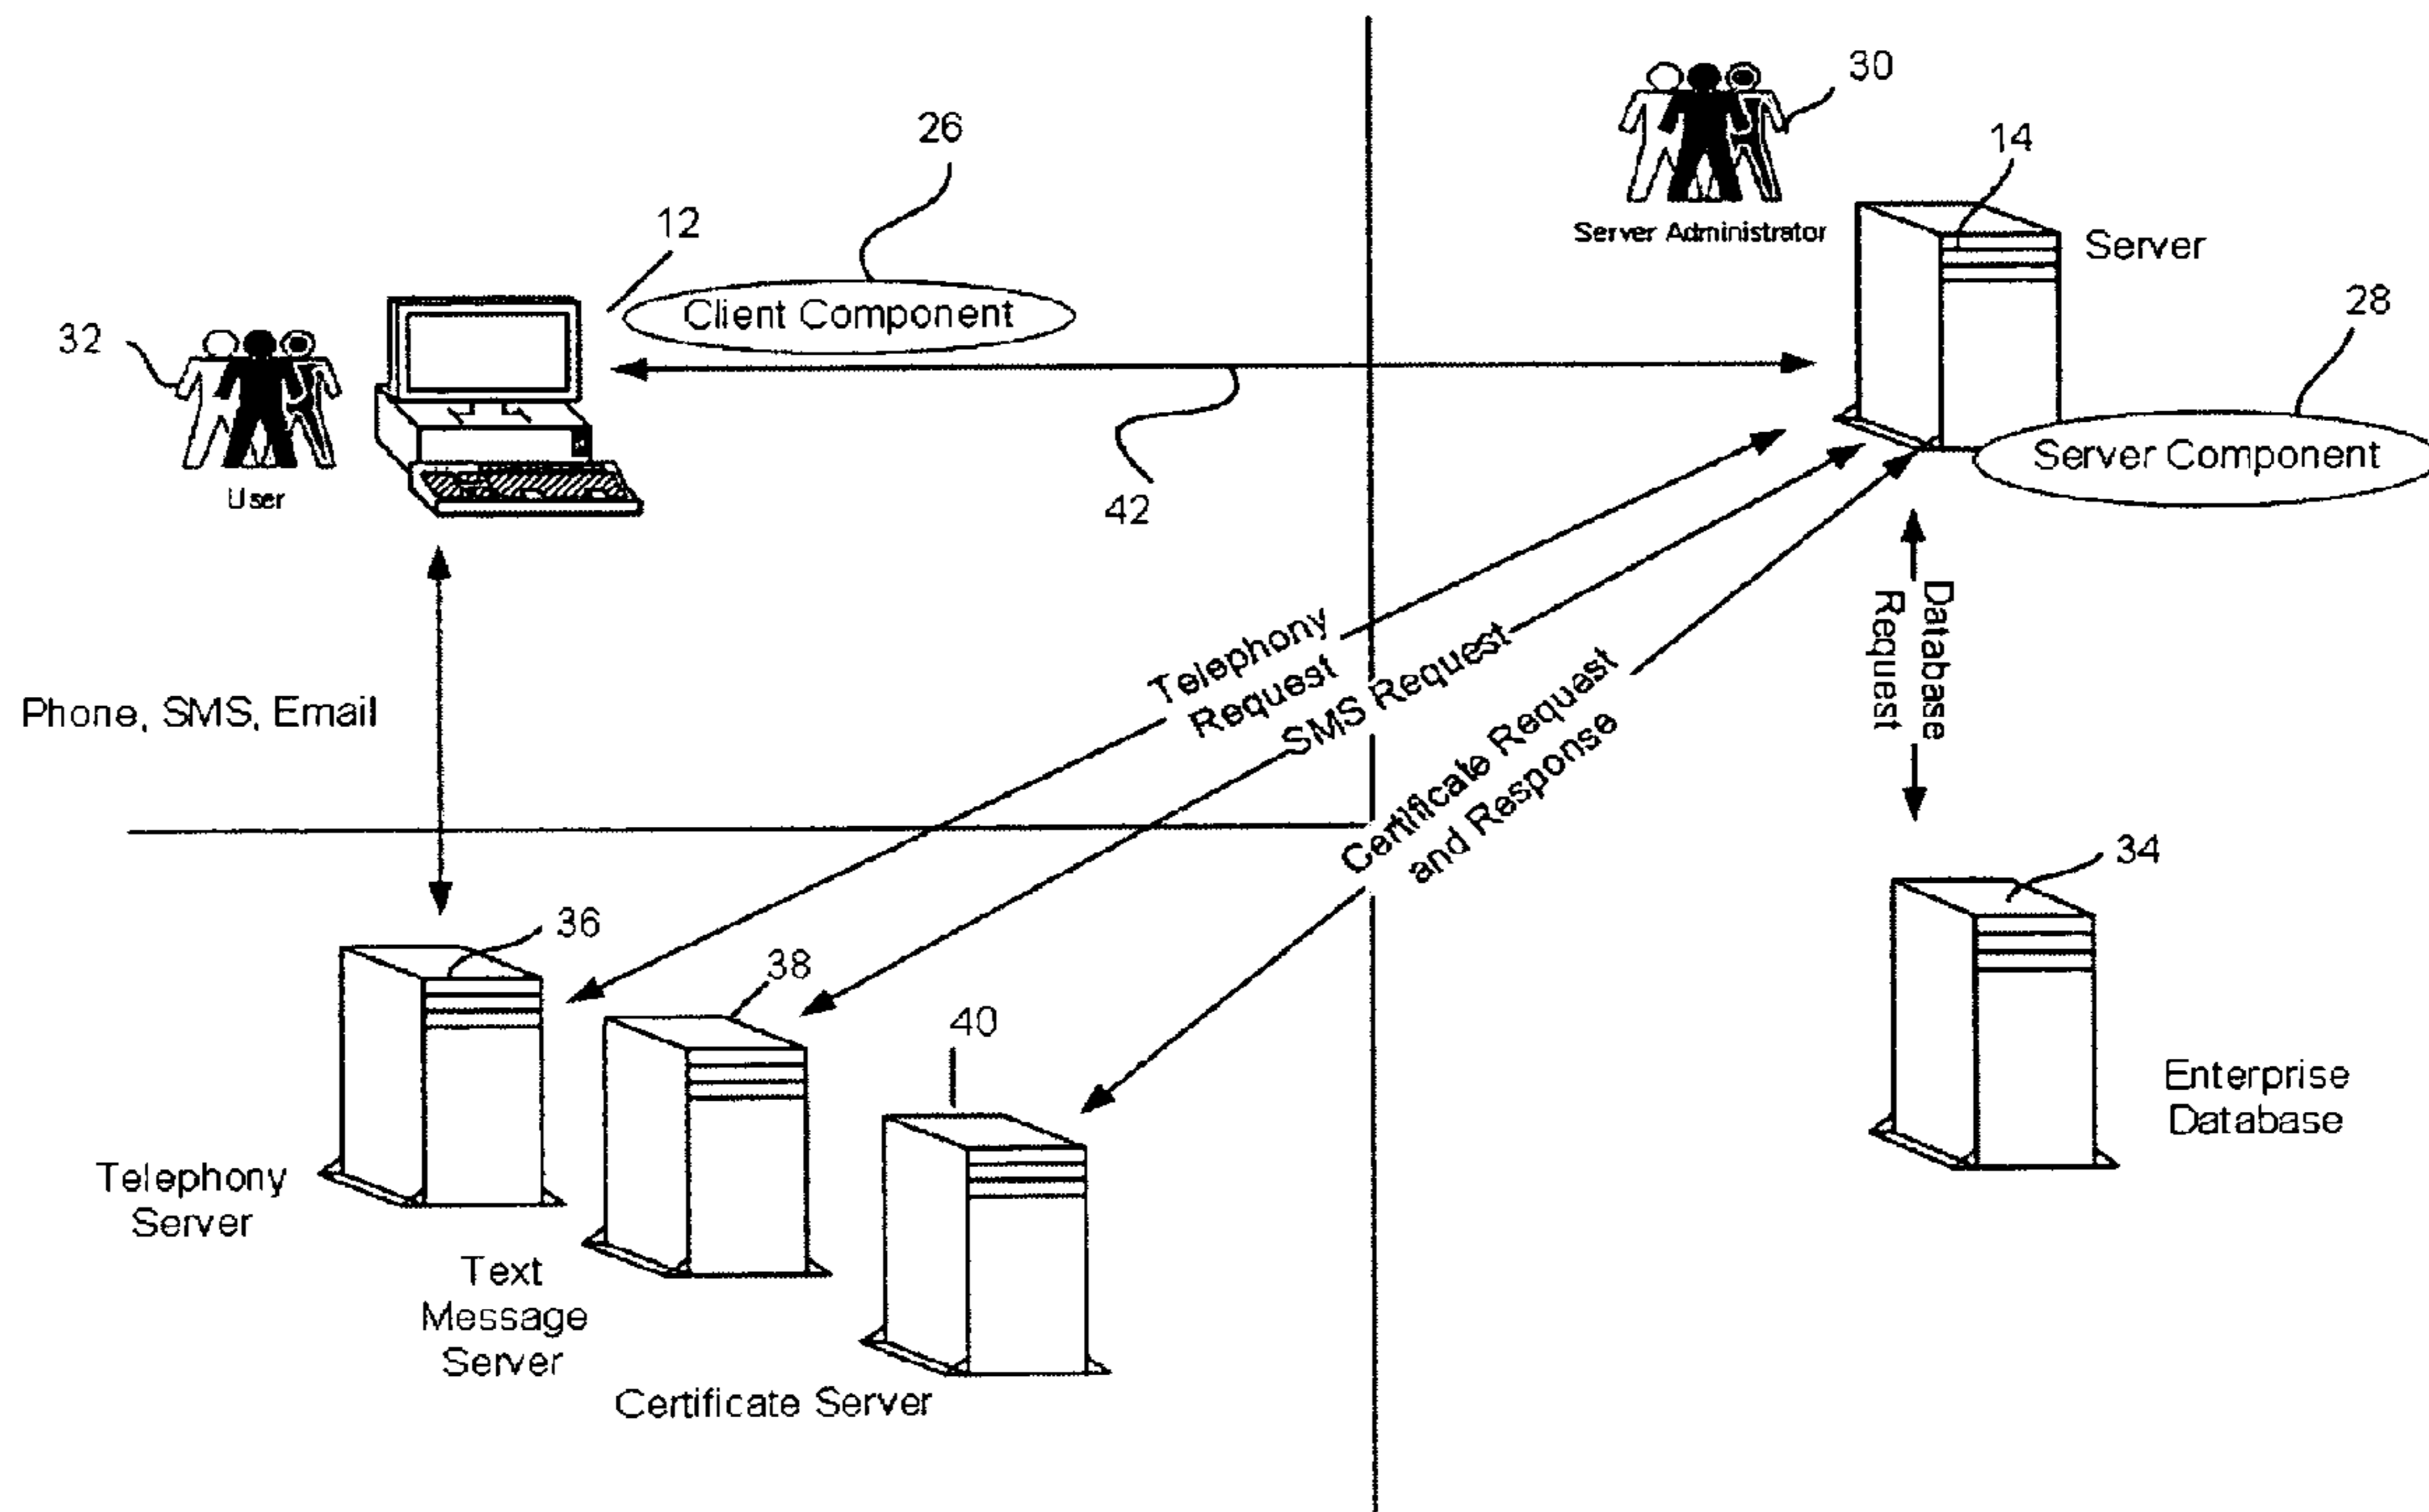 30
26
14
12
Server Administrator
Server
Client Component
28
32
Server Component
User
42
Database
Request
Telephony
Request
SMS Request
Certificate Request
and Response
Phone, SMS, Email
34
36
38
40
Enterprise
Database
Telephony
Server
Text
Message
Server
Certificate Server